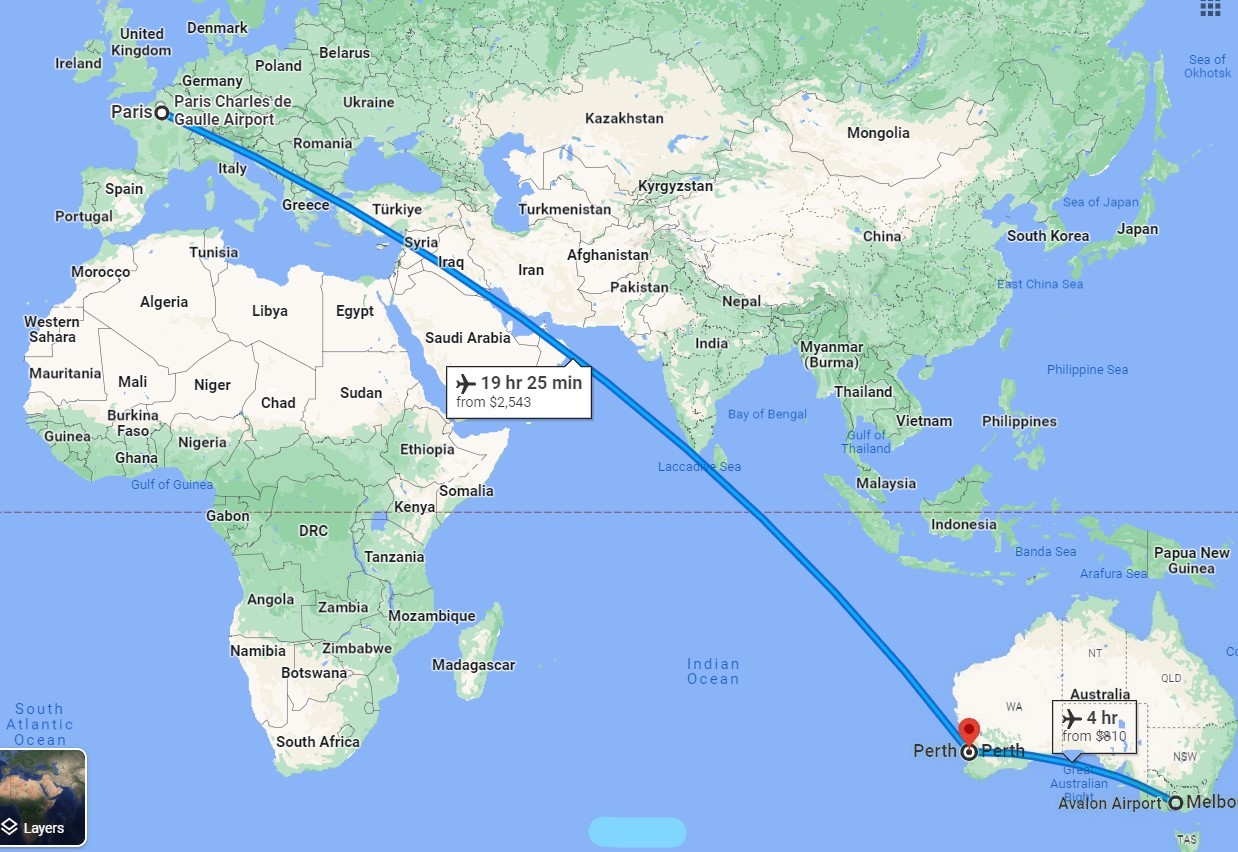 Denmark
United
Kingdom
Ireland
Belarus
Poland
Germany
Sea of
Okhotsk
Paris
Paris Charles de
Gaulle Airport
Ukraine
Kazakhstan
Mongolia
Romania
Italy
Spain
Kyrgyzstan
Greece
Türkiye
Turkmenistan
Sea of Japan
Portugal
South Korea
Japan
China
Syria
Tunisia
Afghanistan
Iraq
Iran
Morocco
Pakistan
East China Sea
Nepal
Algeria
Libya
Egypt
Western
Sahara
Saudi Arabia
India
Myanmar
(Burma)
Philippine Sea
Mauritania
Mali
Niger
19 hr 25 min
from $2,543
Sudan
Thailand
Chad
Burkina
Faso
Bay of Bengal
Vietnam
Philippines
Guinea
Nigeria
Ghana
Ethiopia
Gulf of
Thailand
Laccadive Sea
Gulf of Guinea
Somalia
Malaysia
Kenya
Gabon
DRC
Indonesia
Tanzania
Banda Sea
Papua New
Guinea
Arafura Sea
Angola
Zambia
Mozambique
Namibia
Zimbabwe
Botswana
Madagascar
Indian
Ocean
NT
QLD
Australia
WA
South
Atlantic
Ocean
4 hr
from $810
South Africa
Perth
Perth
NSW
Great
Australian
Bight
Avalon Airport
Melbo
Layers
TAS